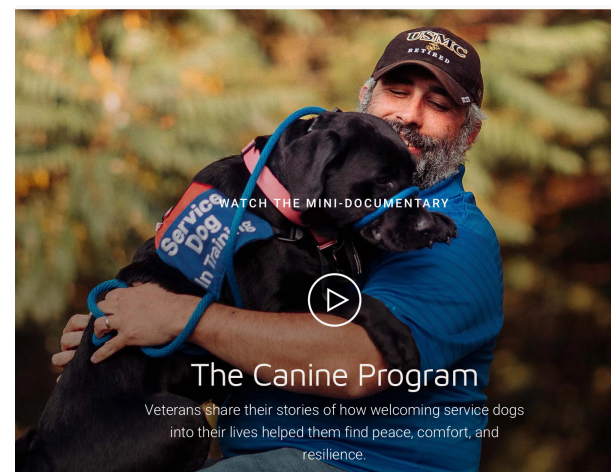 USMC
RETIRED
WATCH THE MINI-DOCUMENTARY
Service
Dog
In Training
The Canine Program
Veterans share their stories of how welcoming service dogs
into their lives helped them find peace, comfort, and
resilience.